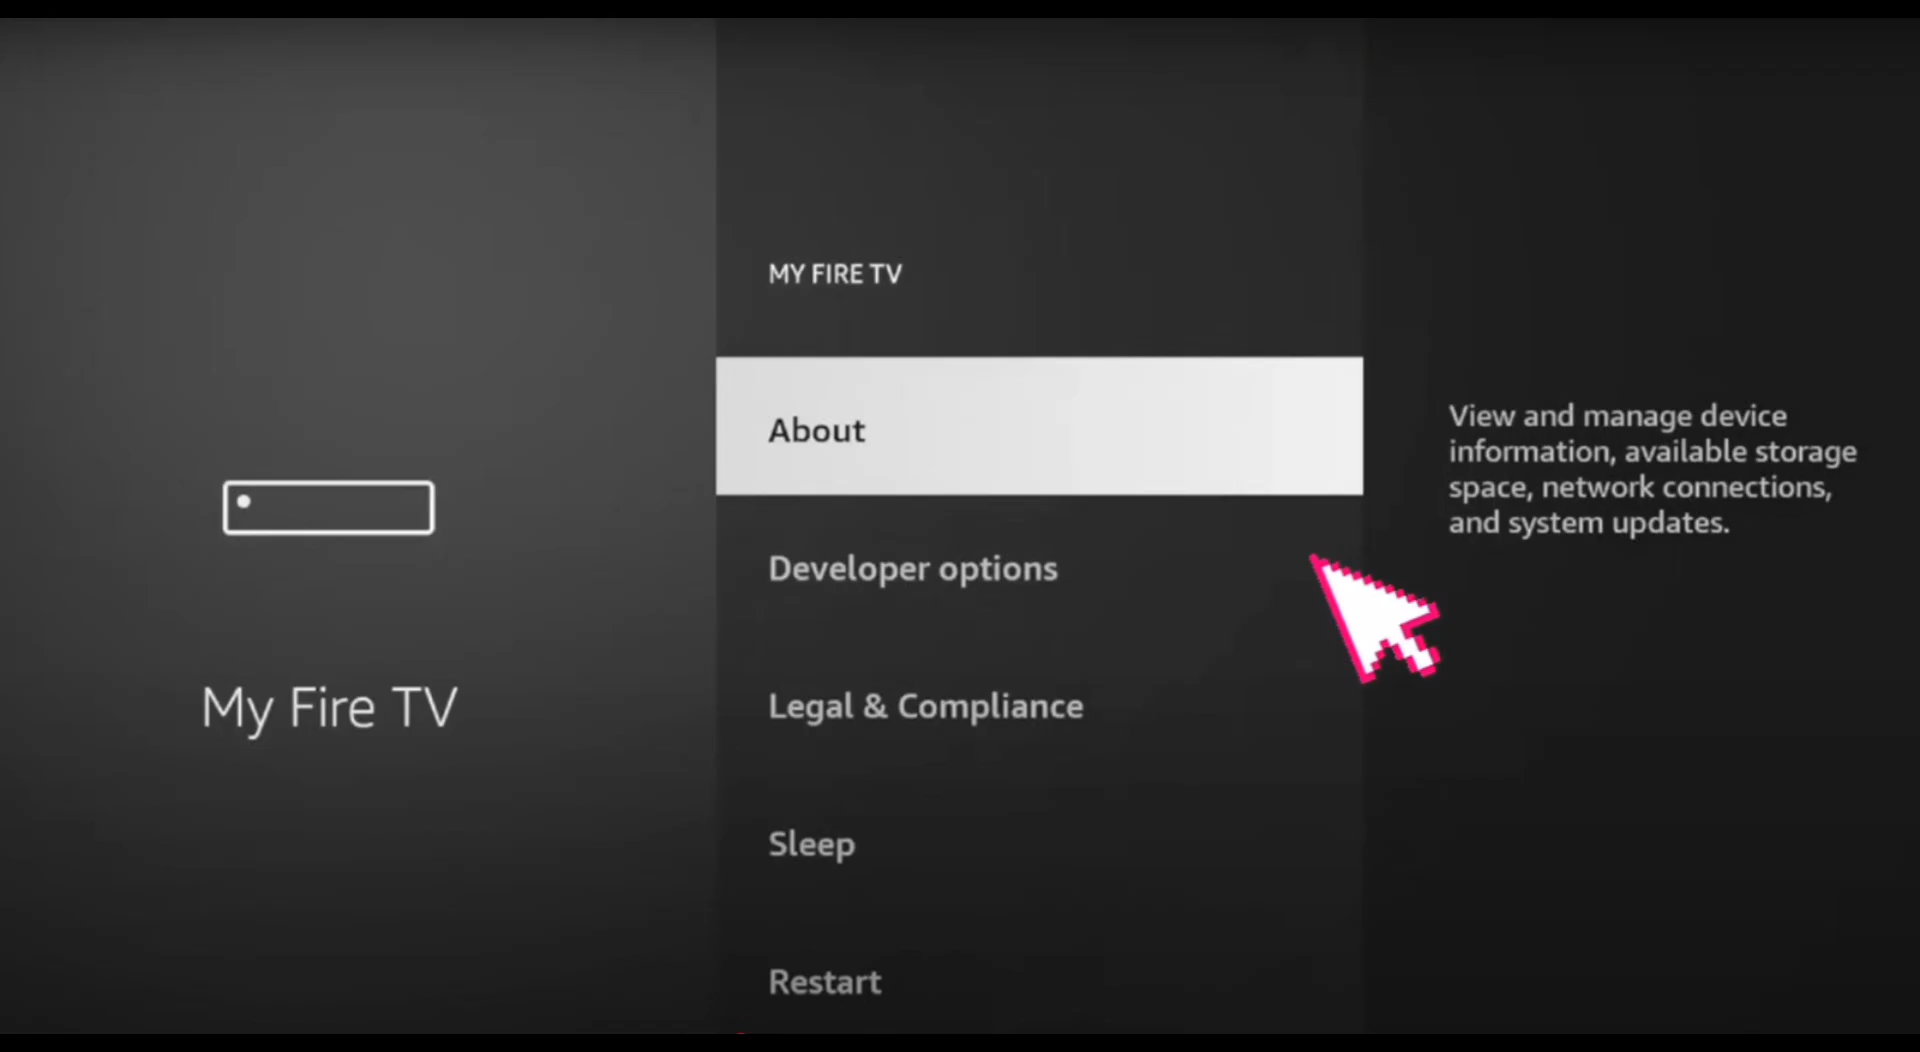 My Fire TV
MY FIRE TV
About
Developer options
Legal & Compliance
Sleep
Restart
View and manage device
information, available storage
space, network connections,
and system updates.